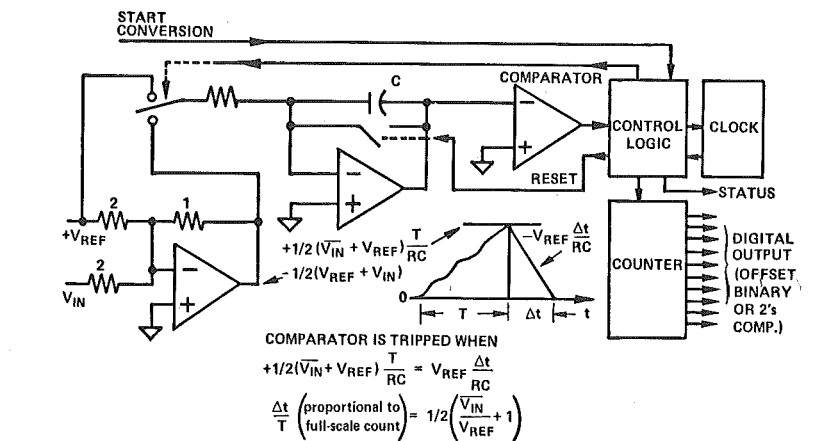 START
CONVERSION
C
COMPARATOR
−
+
CONTROL
LOGIC
CLOCK
−
+
RESET
STATUS
2
1
+V_REF
2
V_IN
−
+
−1/2(V_REF + V_IN)
+1/2(V̅_IN̅ + V_REF) T/RC
−V_REF Δt/RC
0
T
Δt
t
COUNTER
DIGITAL
OUTPUT
(OFFSET
BINARY
OR 2's
COMP.)
COMPARATOR IS TRIPPED WHEN
+1/2(V̅_IN̅ + V_REF) T/RC = V_REF Δt/RC
Δt/T (proportional to full-scale count) = 1/2(V̅_IN̅/V_REF + 1)